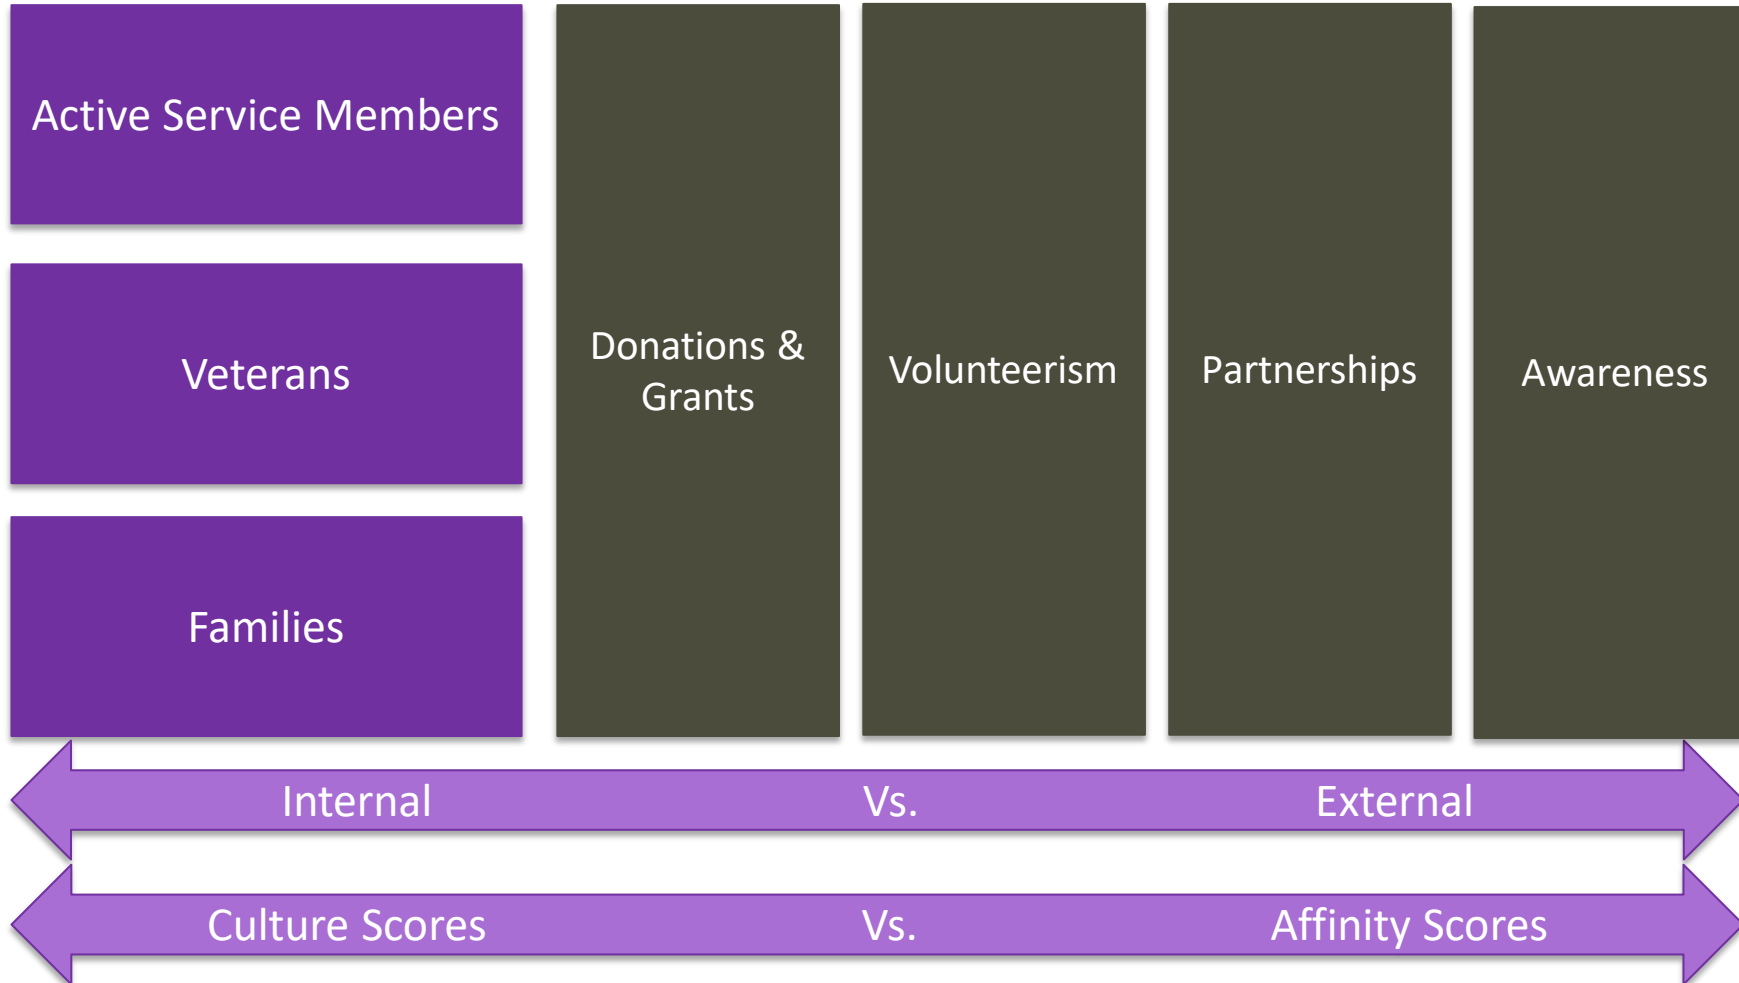 Active Service Members
Veterans
Families
Donations &
Grants
Volunteerism
Partnerships
Awareness
Internal Vs. External
Culture Scores Vs. Affinity Scores